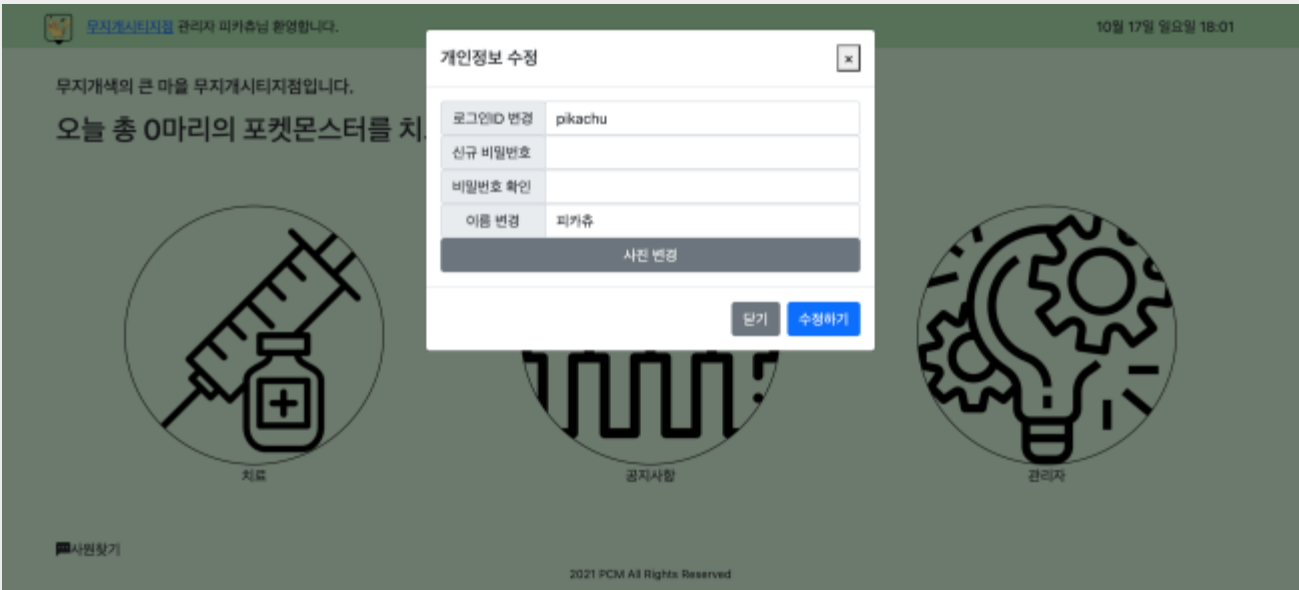 무지개시티지점 관리자 피카츄님 환영합니다.
10월 17일 일요일 18:01
무지개색의 큰 마을 무지개시티지점입니다.
오늘 총 0마리의 포켓몬스터를 치
개인정보 수정
×
로그인ID 변경 pikachu
신규 비밀번호
비밀번호 확인
이름 변경 피카츄
사진 변경
닫기 수정하기
치료 공지사항 관리자
사원찾기
2021 PCM All Rights Reserved